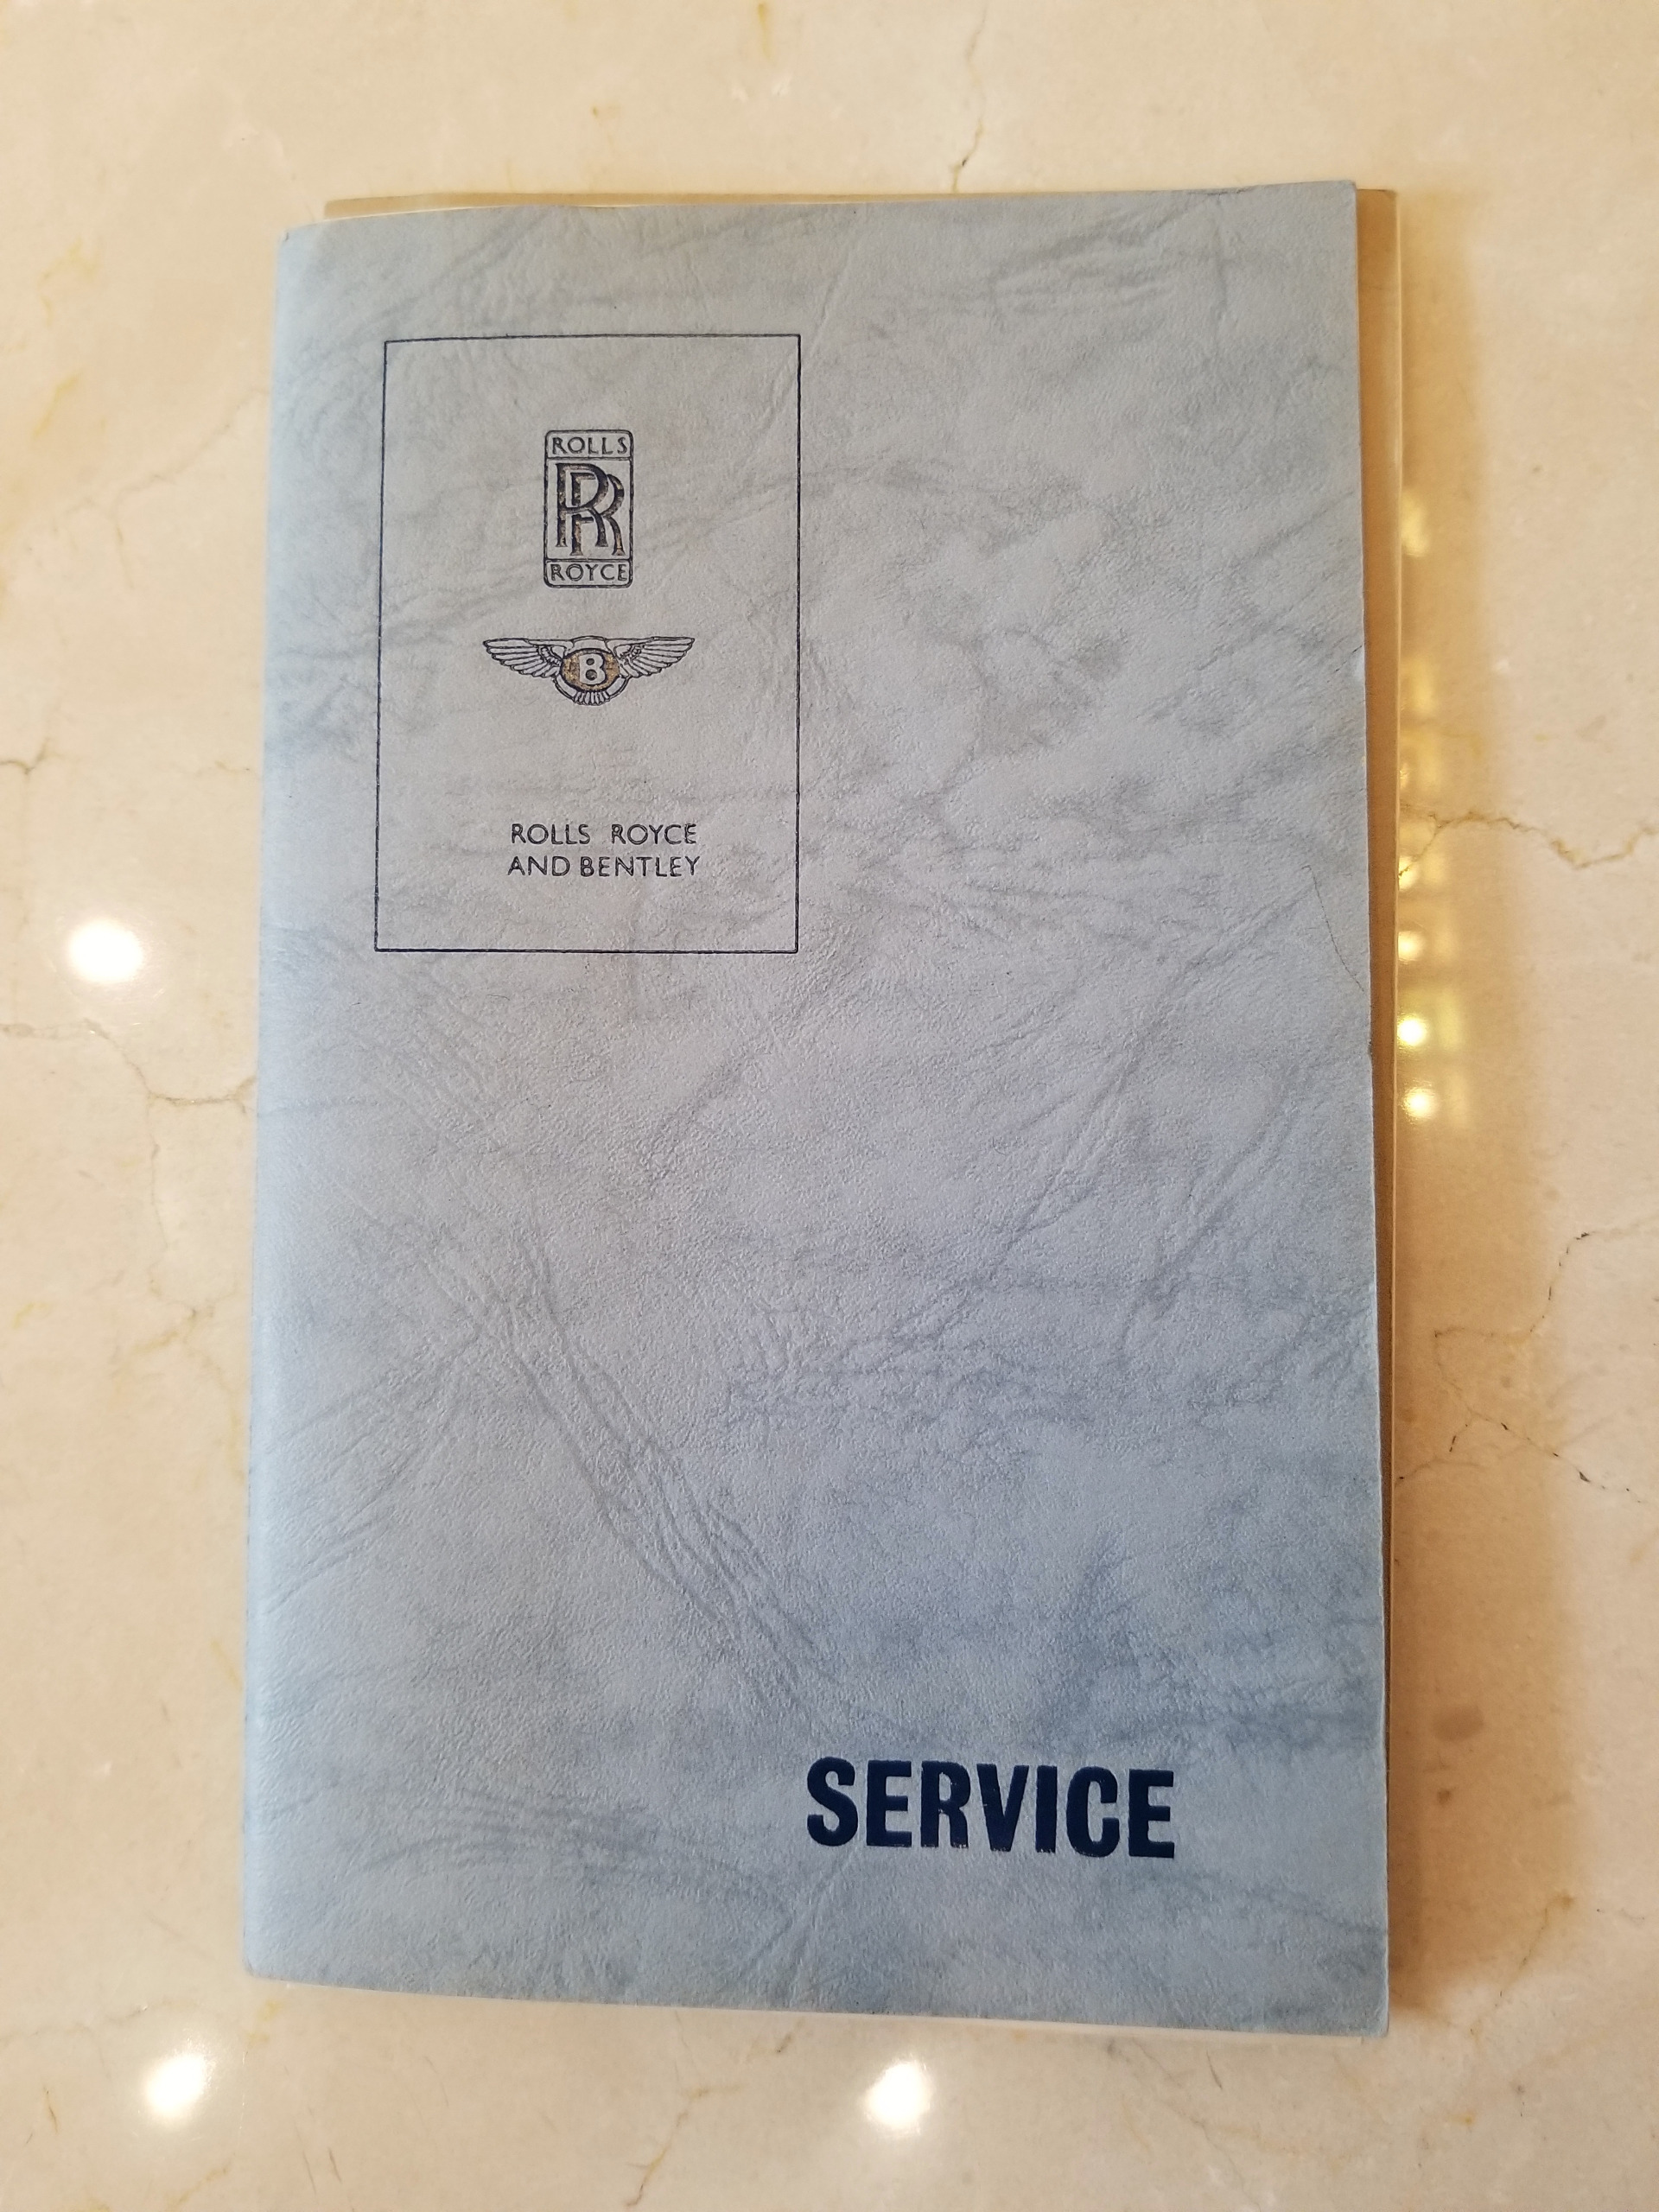 ROLLS
RR
ROYCE
B
ROLLS ROYCE
AND BENTLEY
SERVICE